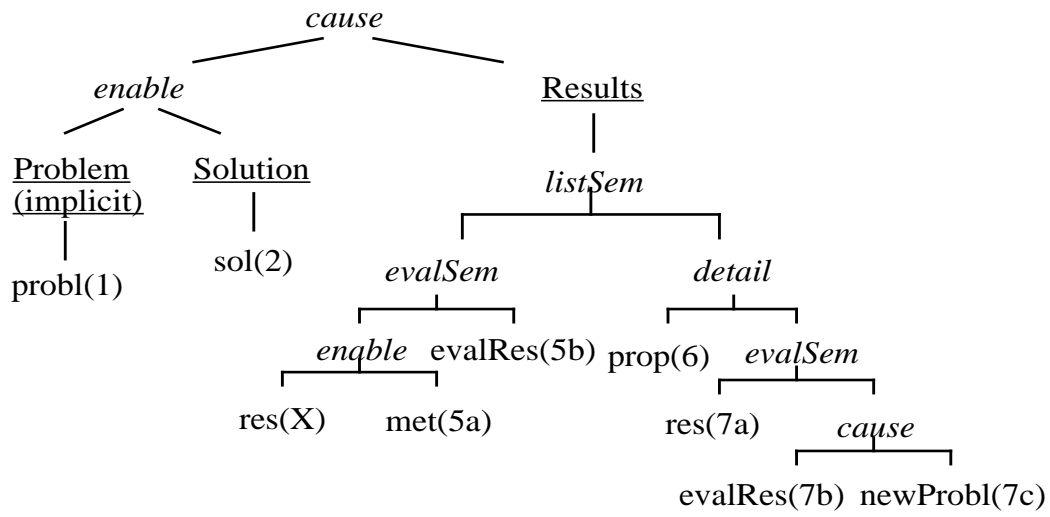 cause
enable
Results
Problem
(implicit)
Solution
listSem
probl(1)
sol(2)
evalSem
detail
enable
evalRes(5b)
prop(6)
evalSem
res(X)
met(5a)
res(7a)
cause
evalRes(7b)
newProbl(7c)